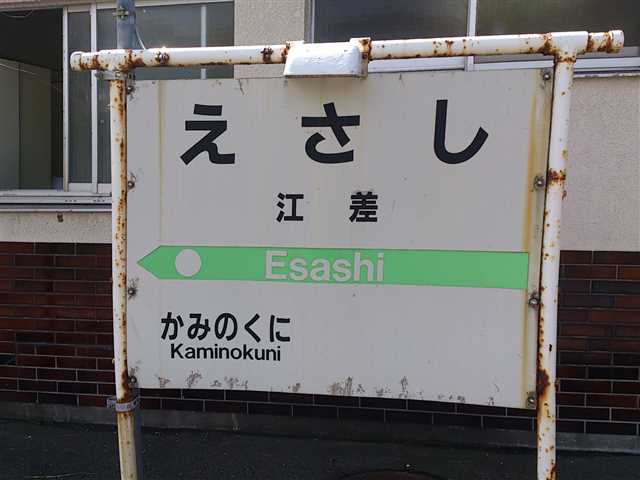 えさし
江差
Esashi
かみのくに
Kaminokuni